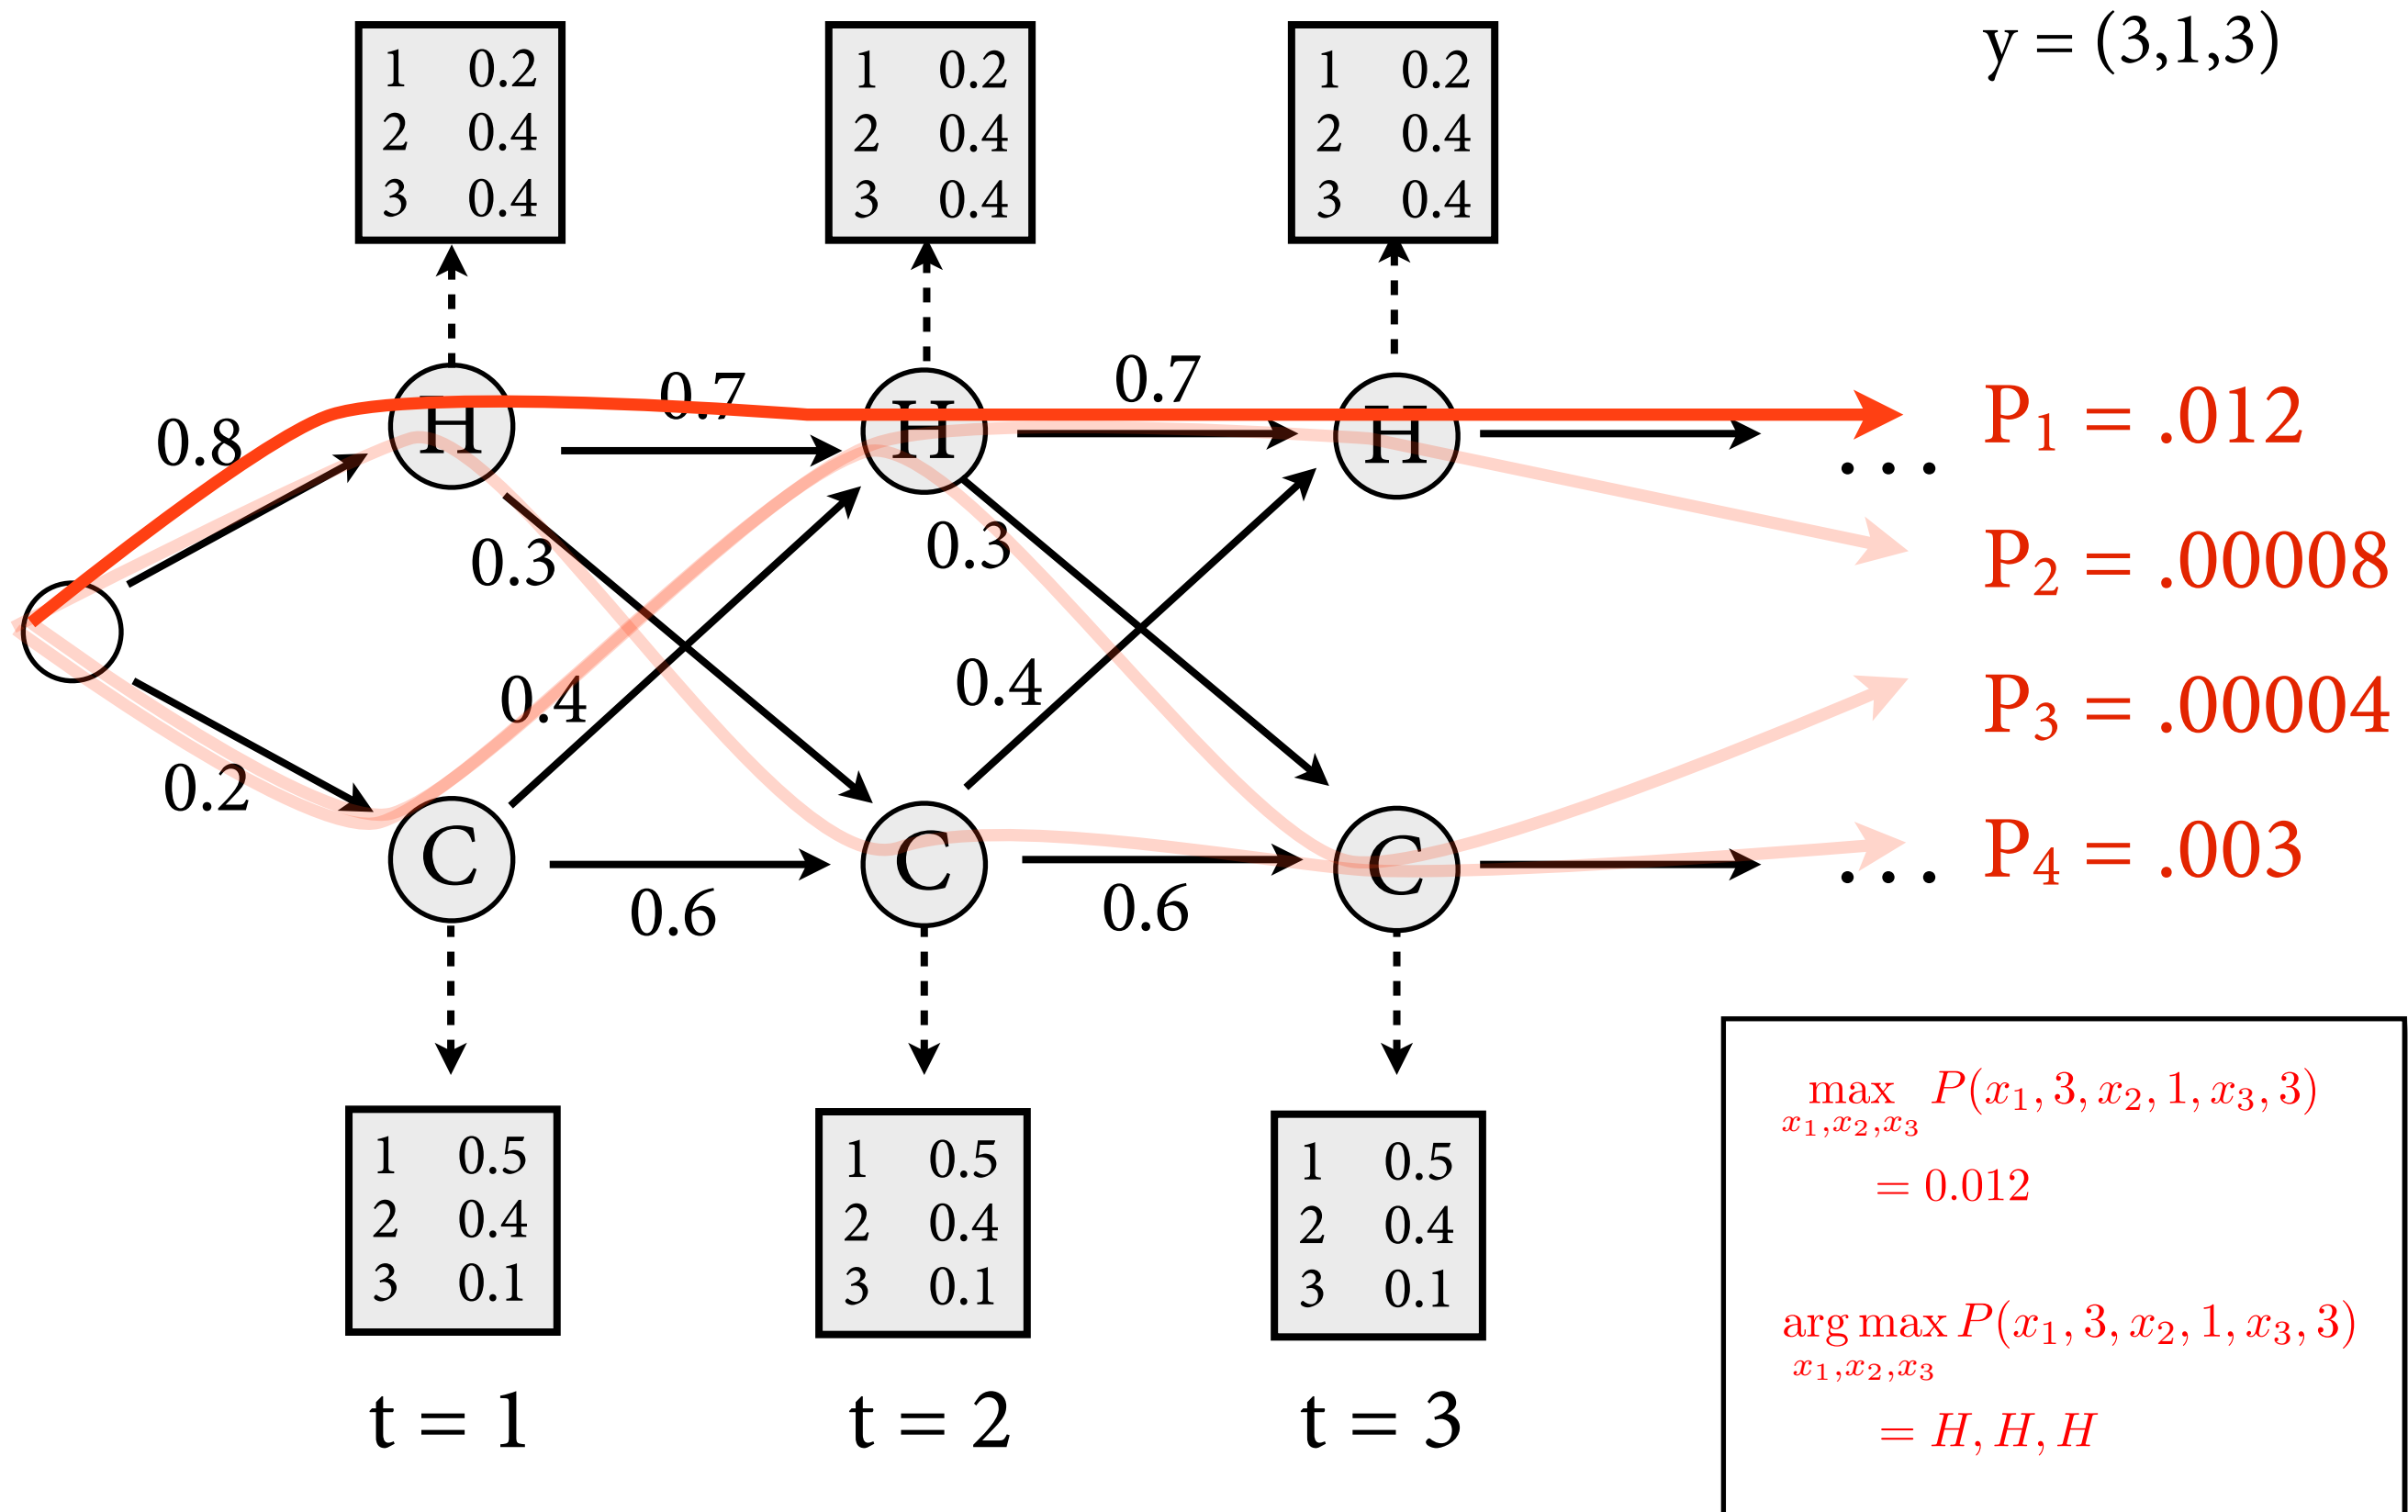 y = (3,1,3)
1 0.2
2 0.4
3 0.4
1 0.2
2 0.4
3 0.4
1 0.2
2 0.4
3 0.4
0.8
0.7
0.7
H
H
H
...
P₁ = .012
0.3
0.3
P₂ = .00008
0.4
0.4
P₃ = .00004
0.2
C
C
C
...
P₄ = .003
0.6
0.6
1 0.5
2 0.4
3 0.1
1 0.5
2 0.4
3 0.1
1 0.5
2 0.4
3 0.1
t = 1
t = 2
t = 3
max P(x₁, 3, x₂, 1, x₃, 3)
x₁,x₂,x₃
= 0.012
arg max P(x₁, 3, x₂, 1, x₃, 3)
x₁,x₂,x₃
= H, H, H